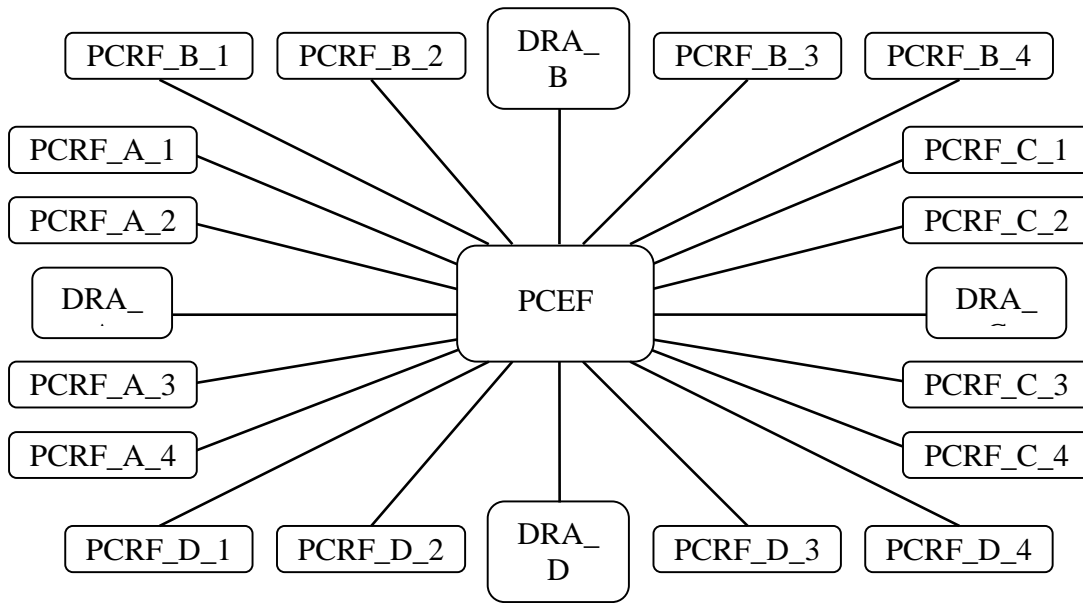 PCRF_B_1
PCRF_B_2
DRA_
B
PCRF_B_3
PCRF_B_4
PCRF_A_1
PCRF_C_1
PCRF_A_2
PCRF_C_2
DRA_
PCEF
DRA_
PCRF_A_3
PCRF_C_3
PCRF_A_4
PCRF_C_4
PCRF_D_1
PCRF_D_2
DRA_
D
PCRF_D_3
PCRF_D_4